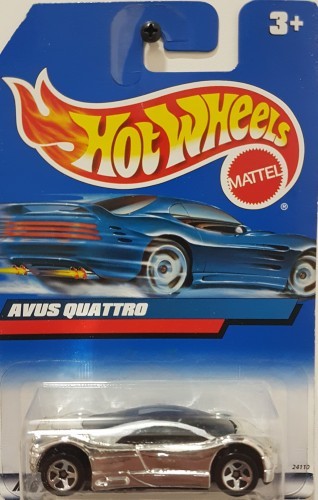 3+
HOT WHEELS
MATTEL
®
AVUS QUATTRO
24110